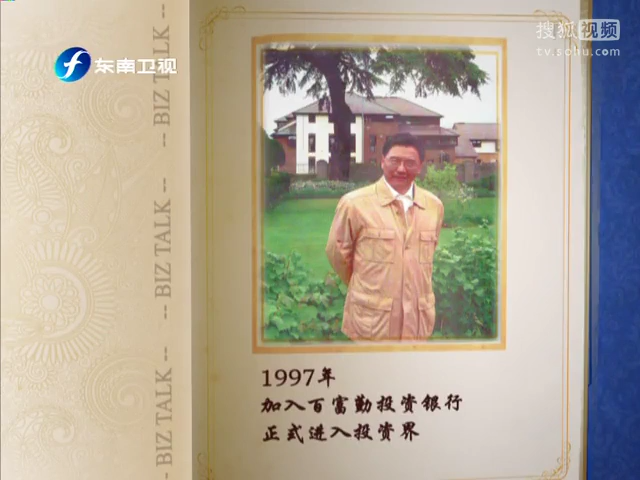 搜狐视频
tv.sohu.com
东南卫视
-- BIZ TALK --
-- BIZ TALK --
-- BIZ TALK --
1997年
加入百富勤投资银行
正式进入投资界